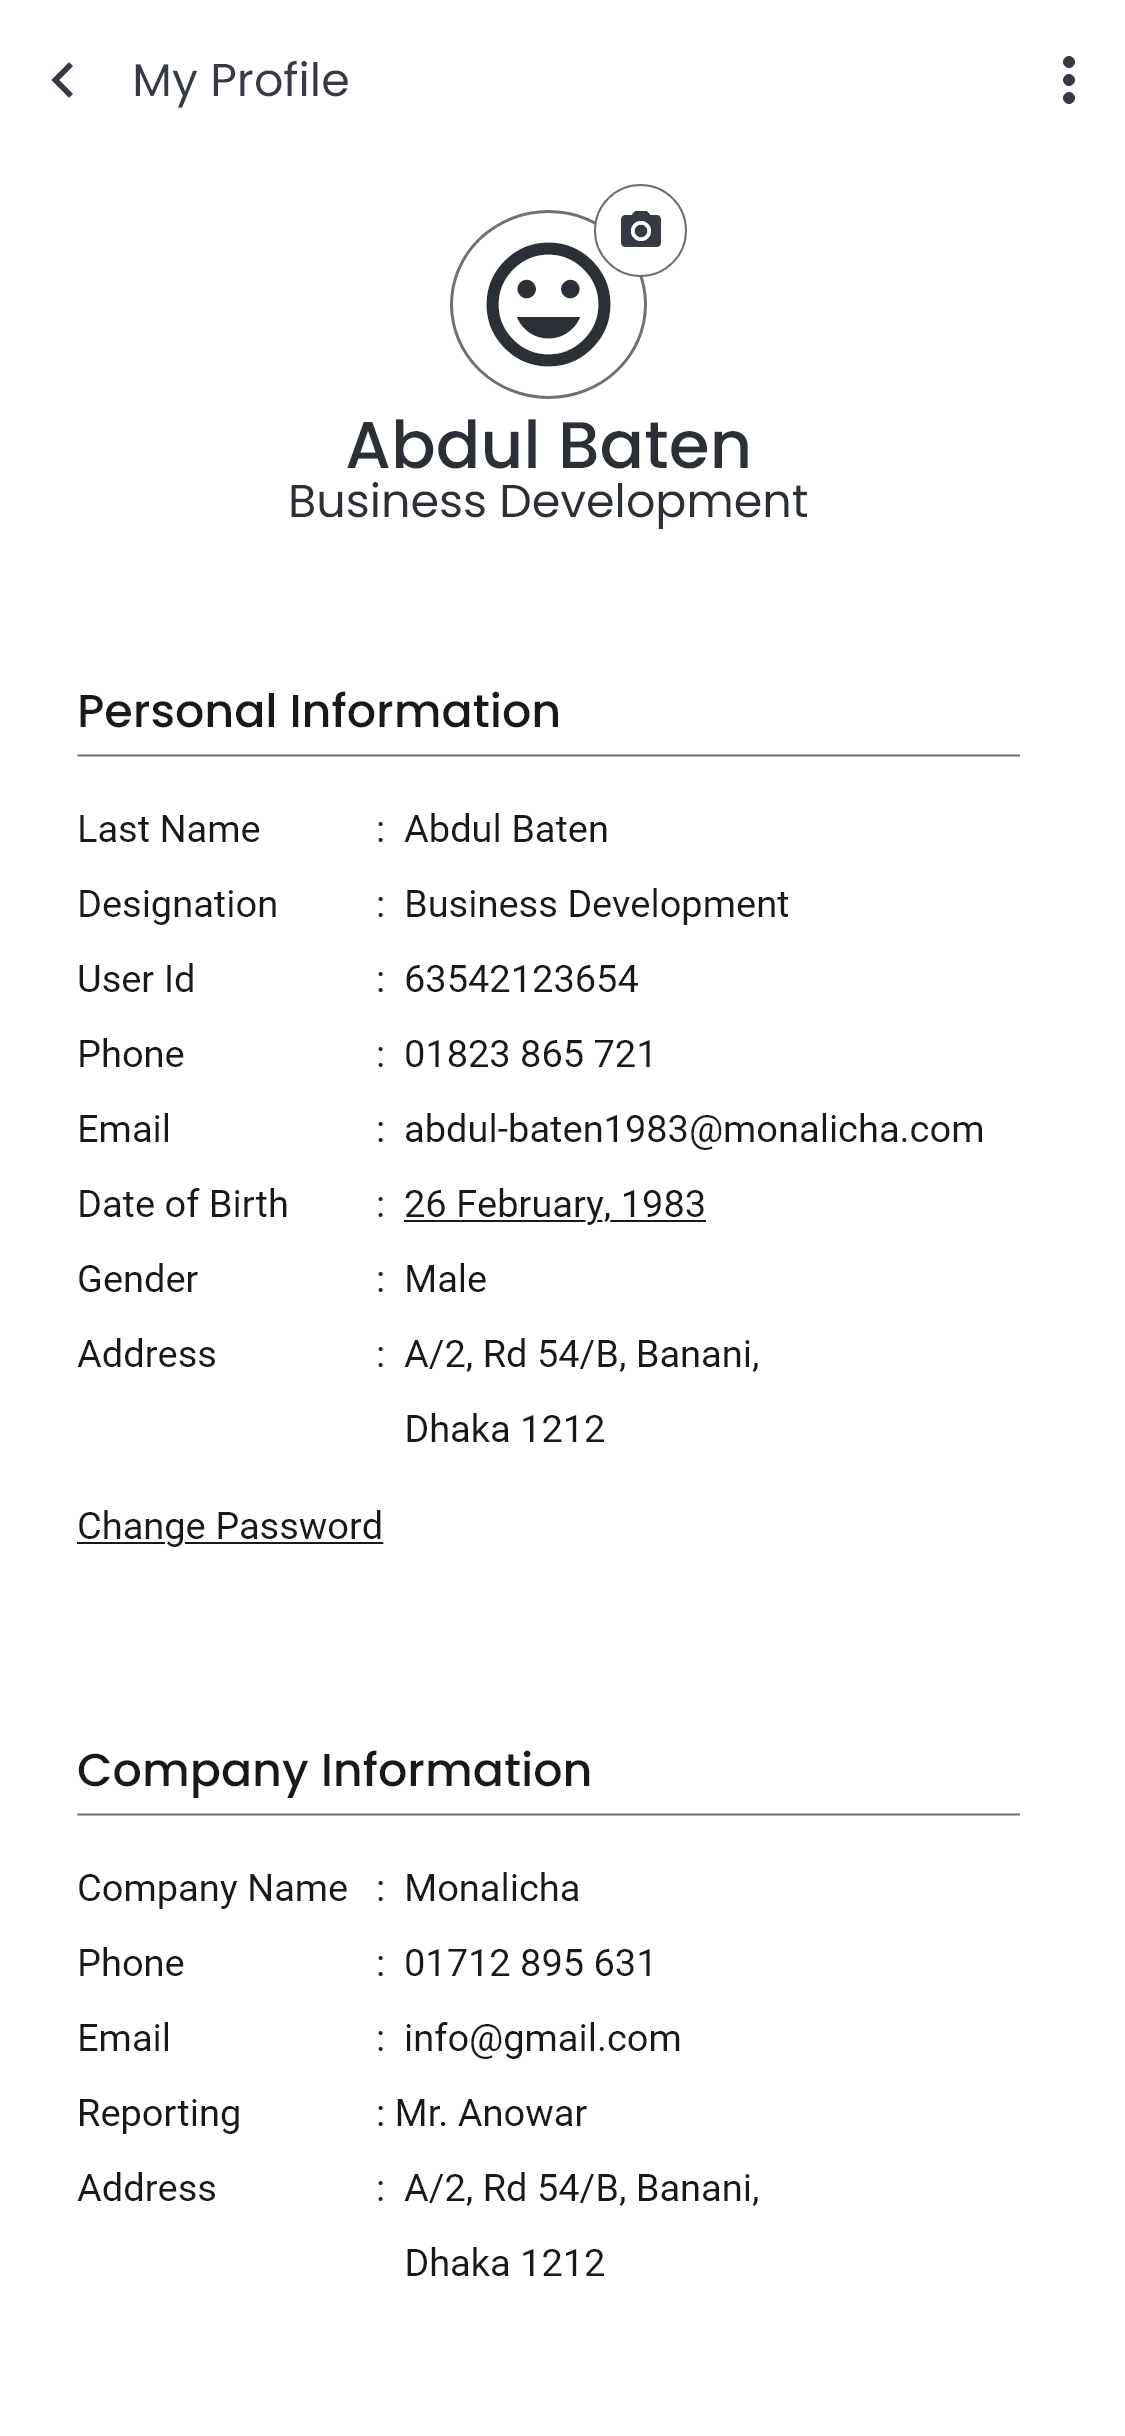 My Profile
Abdul Baten
Business Development
Personal Information
Last Name : Abdul Baten
Designation : Business Development
User Id : 63542123654
Phone : 01823 865 721
Email : abdul-baten1983@monalicha.com
Date of Birth : 26 February, 1983
Gender : Male
Address : A/2, Rd 54/B, Banani,
Dhaka 1212
Change Password
Company Information
Company Name : Monalicha
Phone : 01712 895 631
Email : info@gmail.com
Reporting : Mr. Anowar
Address : A/2, Rd 54/B, Banani,
Dhaka 1212